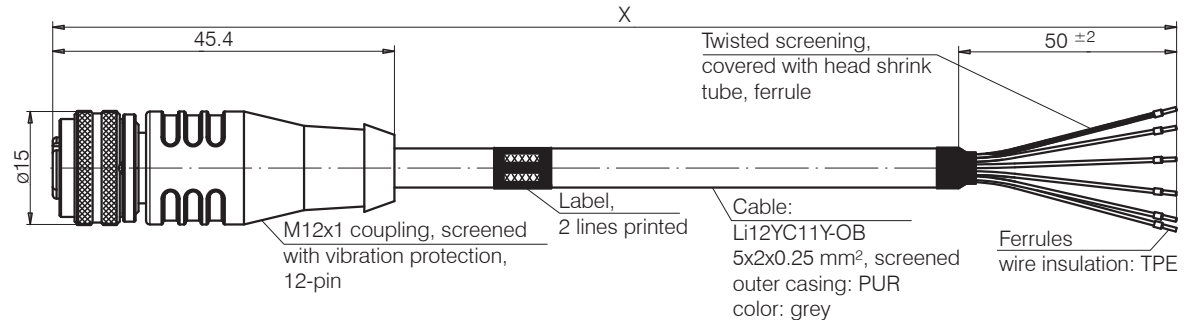 X
45.4
50 ±2
Twisted screening,
covered with head shrink
tube, ferrule
ø15
M12x1 coupling, screened
with vibration protection,
12-pin
Label,
2 lines printed
Cable:
Li12YC11Y-OB
5x2x0.25 mm², screened
outer casing: PUR
color: grey
Ferrules
wire insulation: TPE